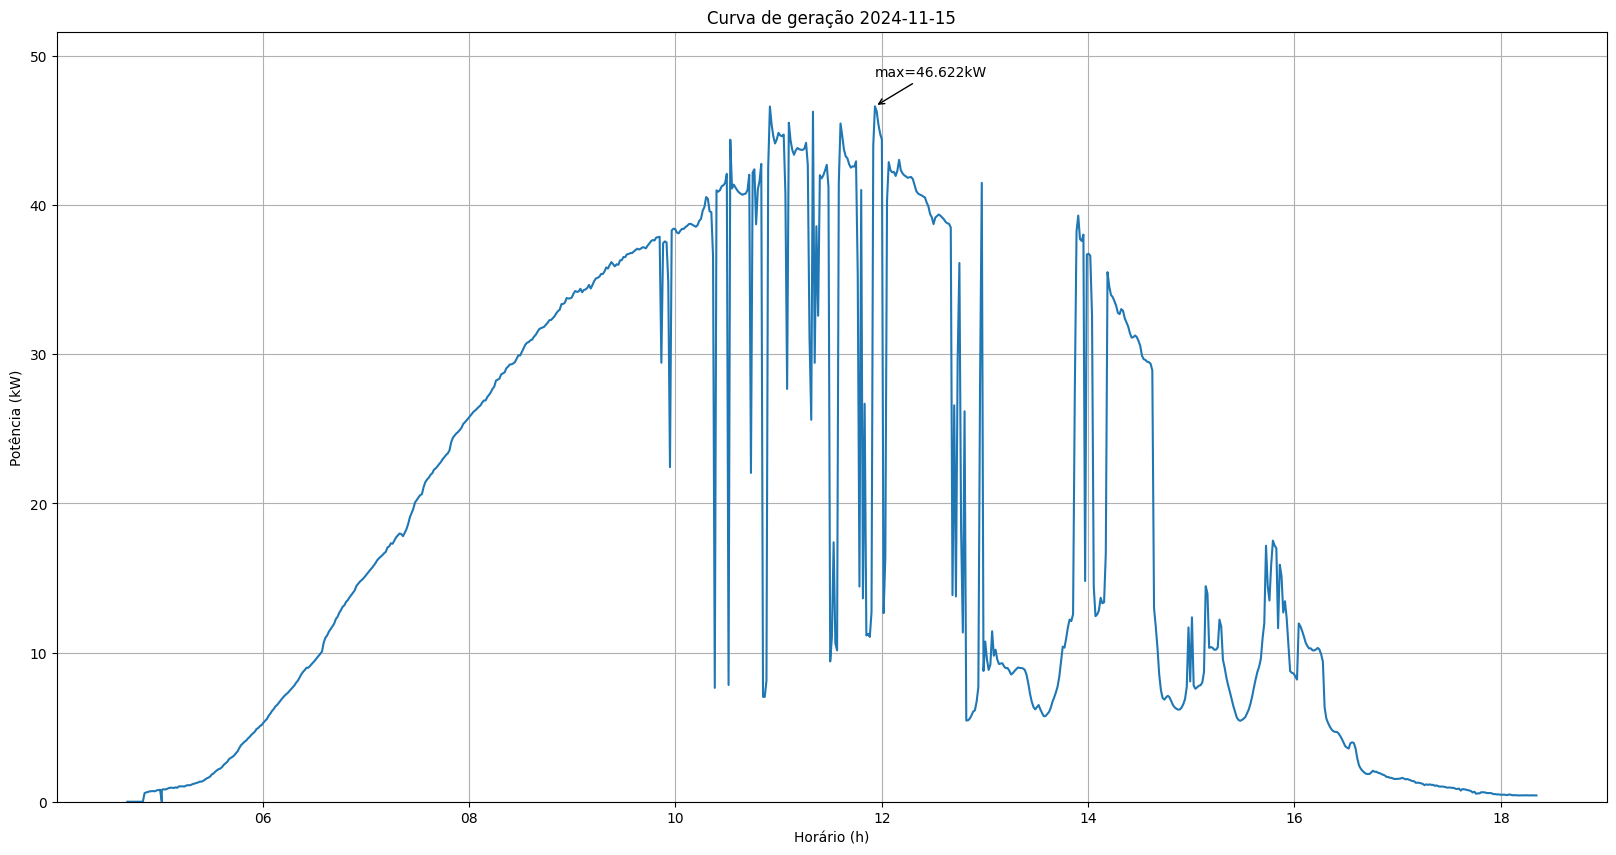 Curva de geração 2024-11-15
50
max=46.622kW
40
30
Potência (kW)
20
10
0
06 08 10 12 14 16 18
Horário (h)